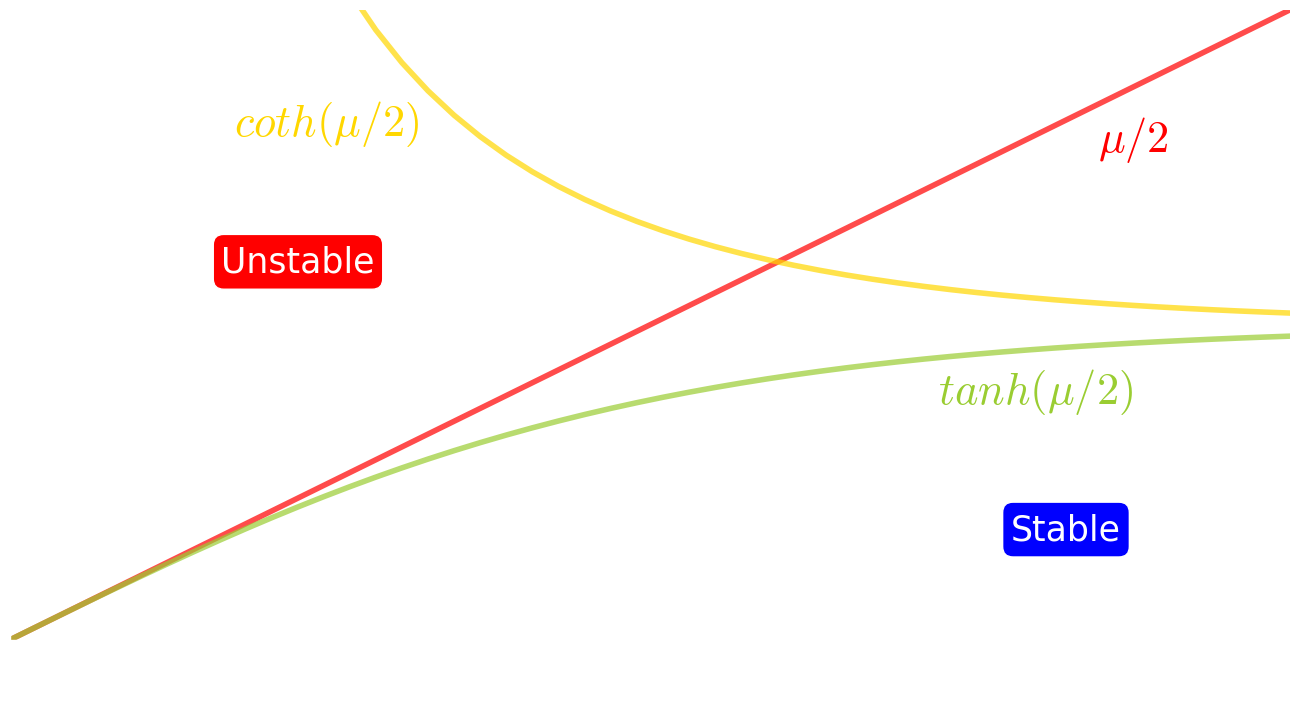 coth(μ/2)
μ/2
Unstable
tanh(μ/2)
Stable